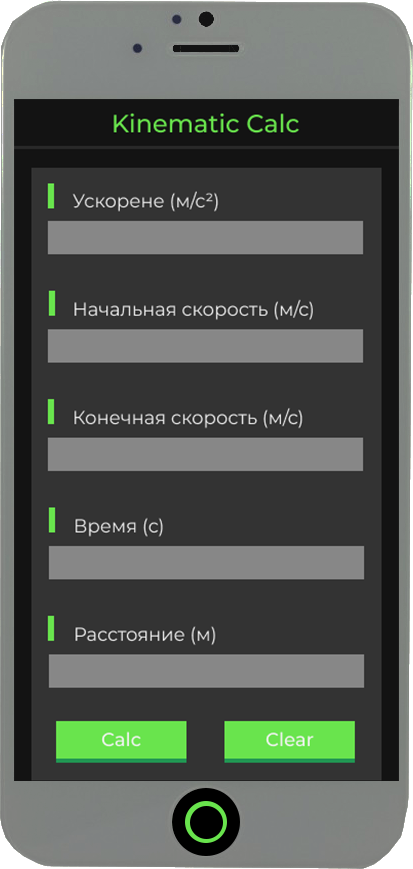 Kinematic Calc
Ускорене (м/с²)
Начальная скорость (м/с)
Конечная скорость (м/с)
Время (с)
Расстояние (м)
Calc
Clear